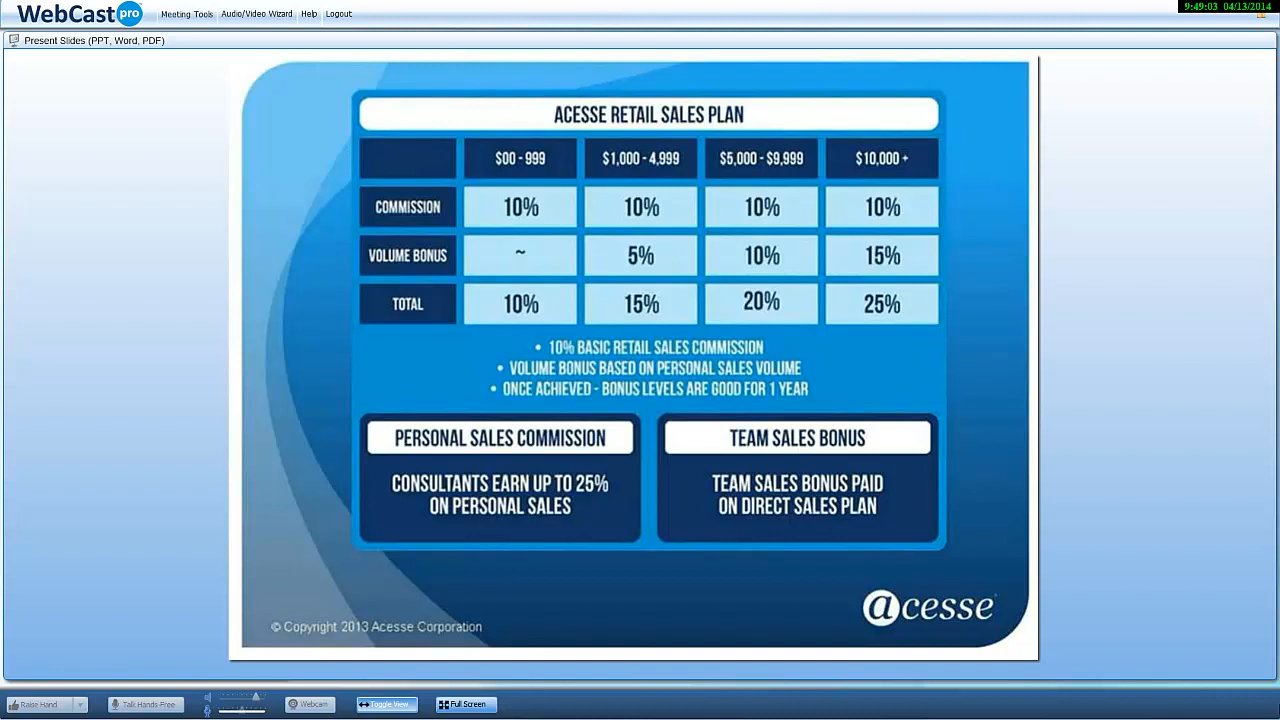 WebCast pro Meeting Tools Audio/Video Wizard Help Logout
9:49:03 04/13/2014
Present Slides (PPT, Word, PDF)
ACESSE RETAIL SALES PLAN
$00 - 999 $1,000 - 4,999 $5,000 - $9,999 $10,000 +
COMMISSION 10% 10% 10% 10%
VOLUME BONUS ~ 5% 10% 15%
TOTAL 10% 15% 20% 25%
• 10% BASIC RETAIL SALES COMMISSION
• VOLUME BONUS BASED ON PERSONAL SALES VOLUME
• ONCE ACHIEVED - BONUS LEVELS ARE GOOD FOR 1 YEAR
PERSONAL SALES COMMISSION
CONSULTANTS EARN UP TO 25%
ON PERSONAL SALES
TEAM SALES BONUS
TEAM SALES BONUS PAID
ON DIRECT SALES PLAN
acesse
© Copyright 2013 Acesse Corporation
Raise Hand Talk Hands-Free Webcam Toggle View Full Screen